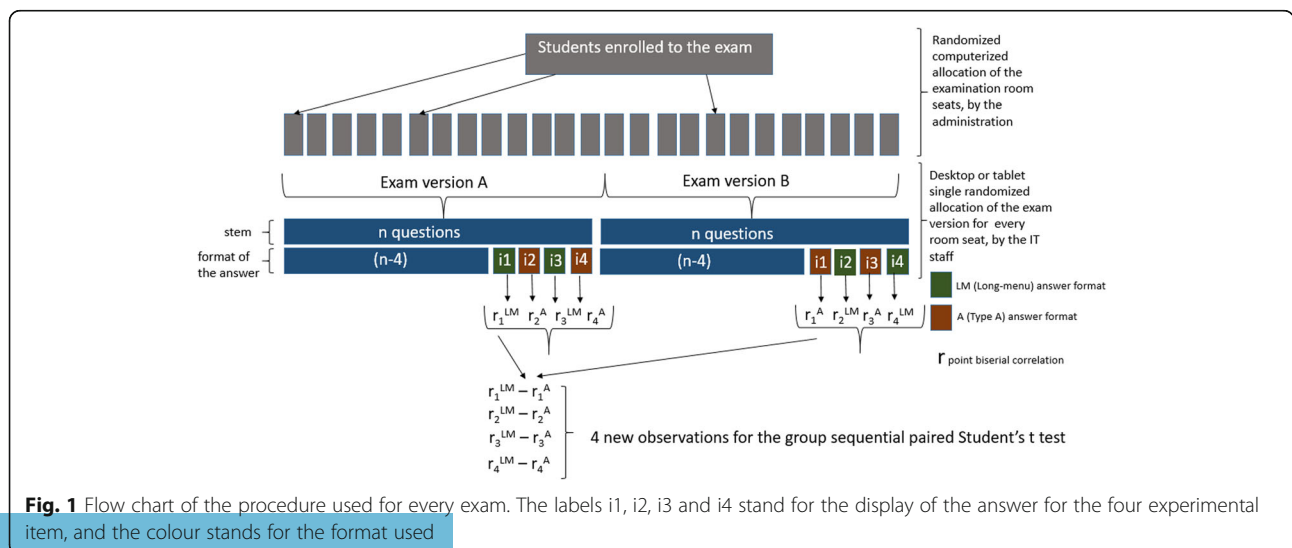 Students enrolled to the exam
Randomized
computerized
allocation of the
examination room
seats, by the
administration
Exam version A
Exam version B
Desktop or tablet
single randomized
allocation of the exam
version for every
room seat, by the IT
staff
stem
n questions
n questions
format of
the answer
(n-4)
i1 i2 i3 i4
(n-4)
i1 i2 i3 i4
LM (Long-menu) answer format
A (Type A) answer format
r₁ᴸᴹ r₂ᴬ r₃ᴸᴹ r₄ᴬ
r₁ᴬ r₂ᴸᴹ r₃ᴬ r₄ᴸᴹ
r point biserial correlation
r₁ᴸᴹ – r₁ᴬ
r₂ᴸᴹ – r₂ᴬ
r₃ᴸᴹ – r₃ᴬ
r₄ᴸᴹ – r₄ᴬ
4 new observations for the group sequential paired Student's t test
Fig. 1 Flow chart of the procedure used for every exam. The labels i1, i2, i3 and i4 stand for the display of the answer for the four experimental
item, and the colour stands for the format used